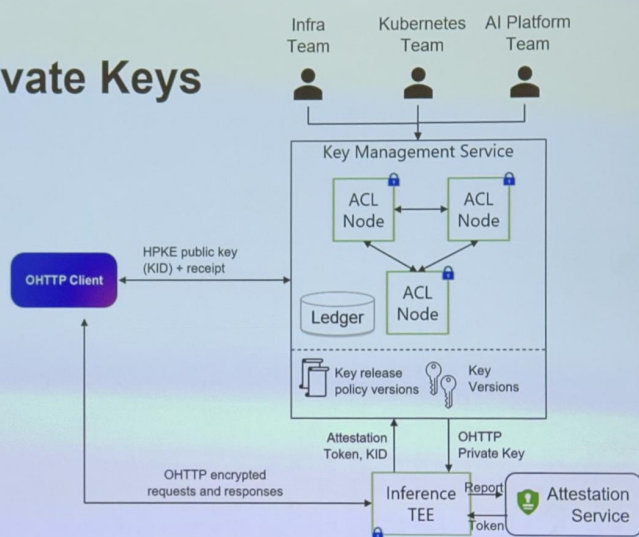 Infra
Team
Kubernetes
Team
AI Platform
Team
vate Keys
Key Management Service
ACL
Node
ACL
Node
ACL
Node
Ledger
HPKE public key
(KID) + receipt
OHTTP Client
Key release
policy versions
Key
Versions
Attestation
Token, KID
OHTTP
Private Key
OHTTP encrypted
requests and responses
Inference
TEE
Report
Token
Attestation
Service